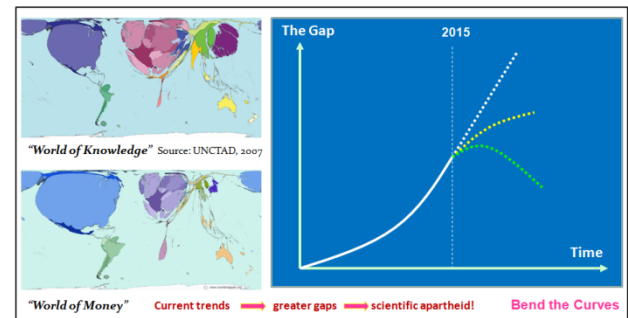 The Gap
2015
"World of Knowledge" Source: UNCTAD, 2007
Time
"World of Money" Current trends greater gaps scientific apartheid! Bend the Curves